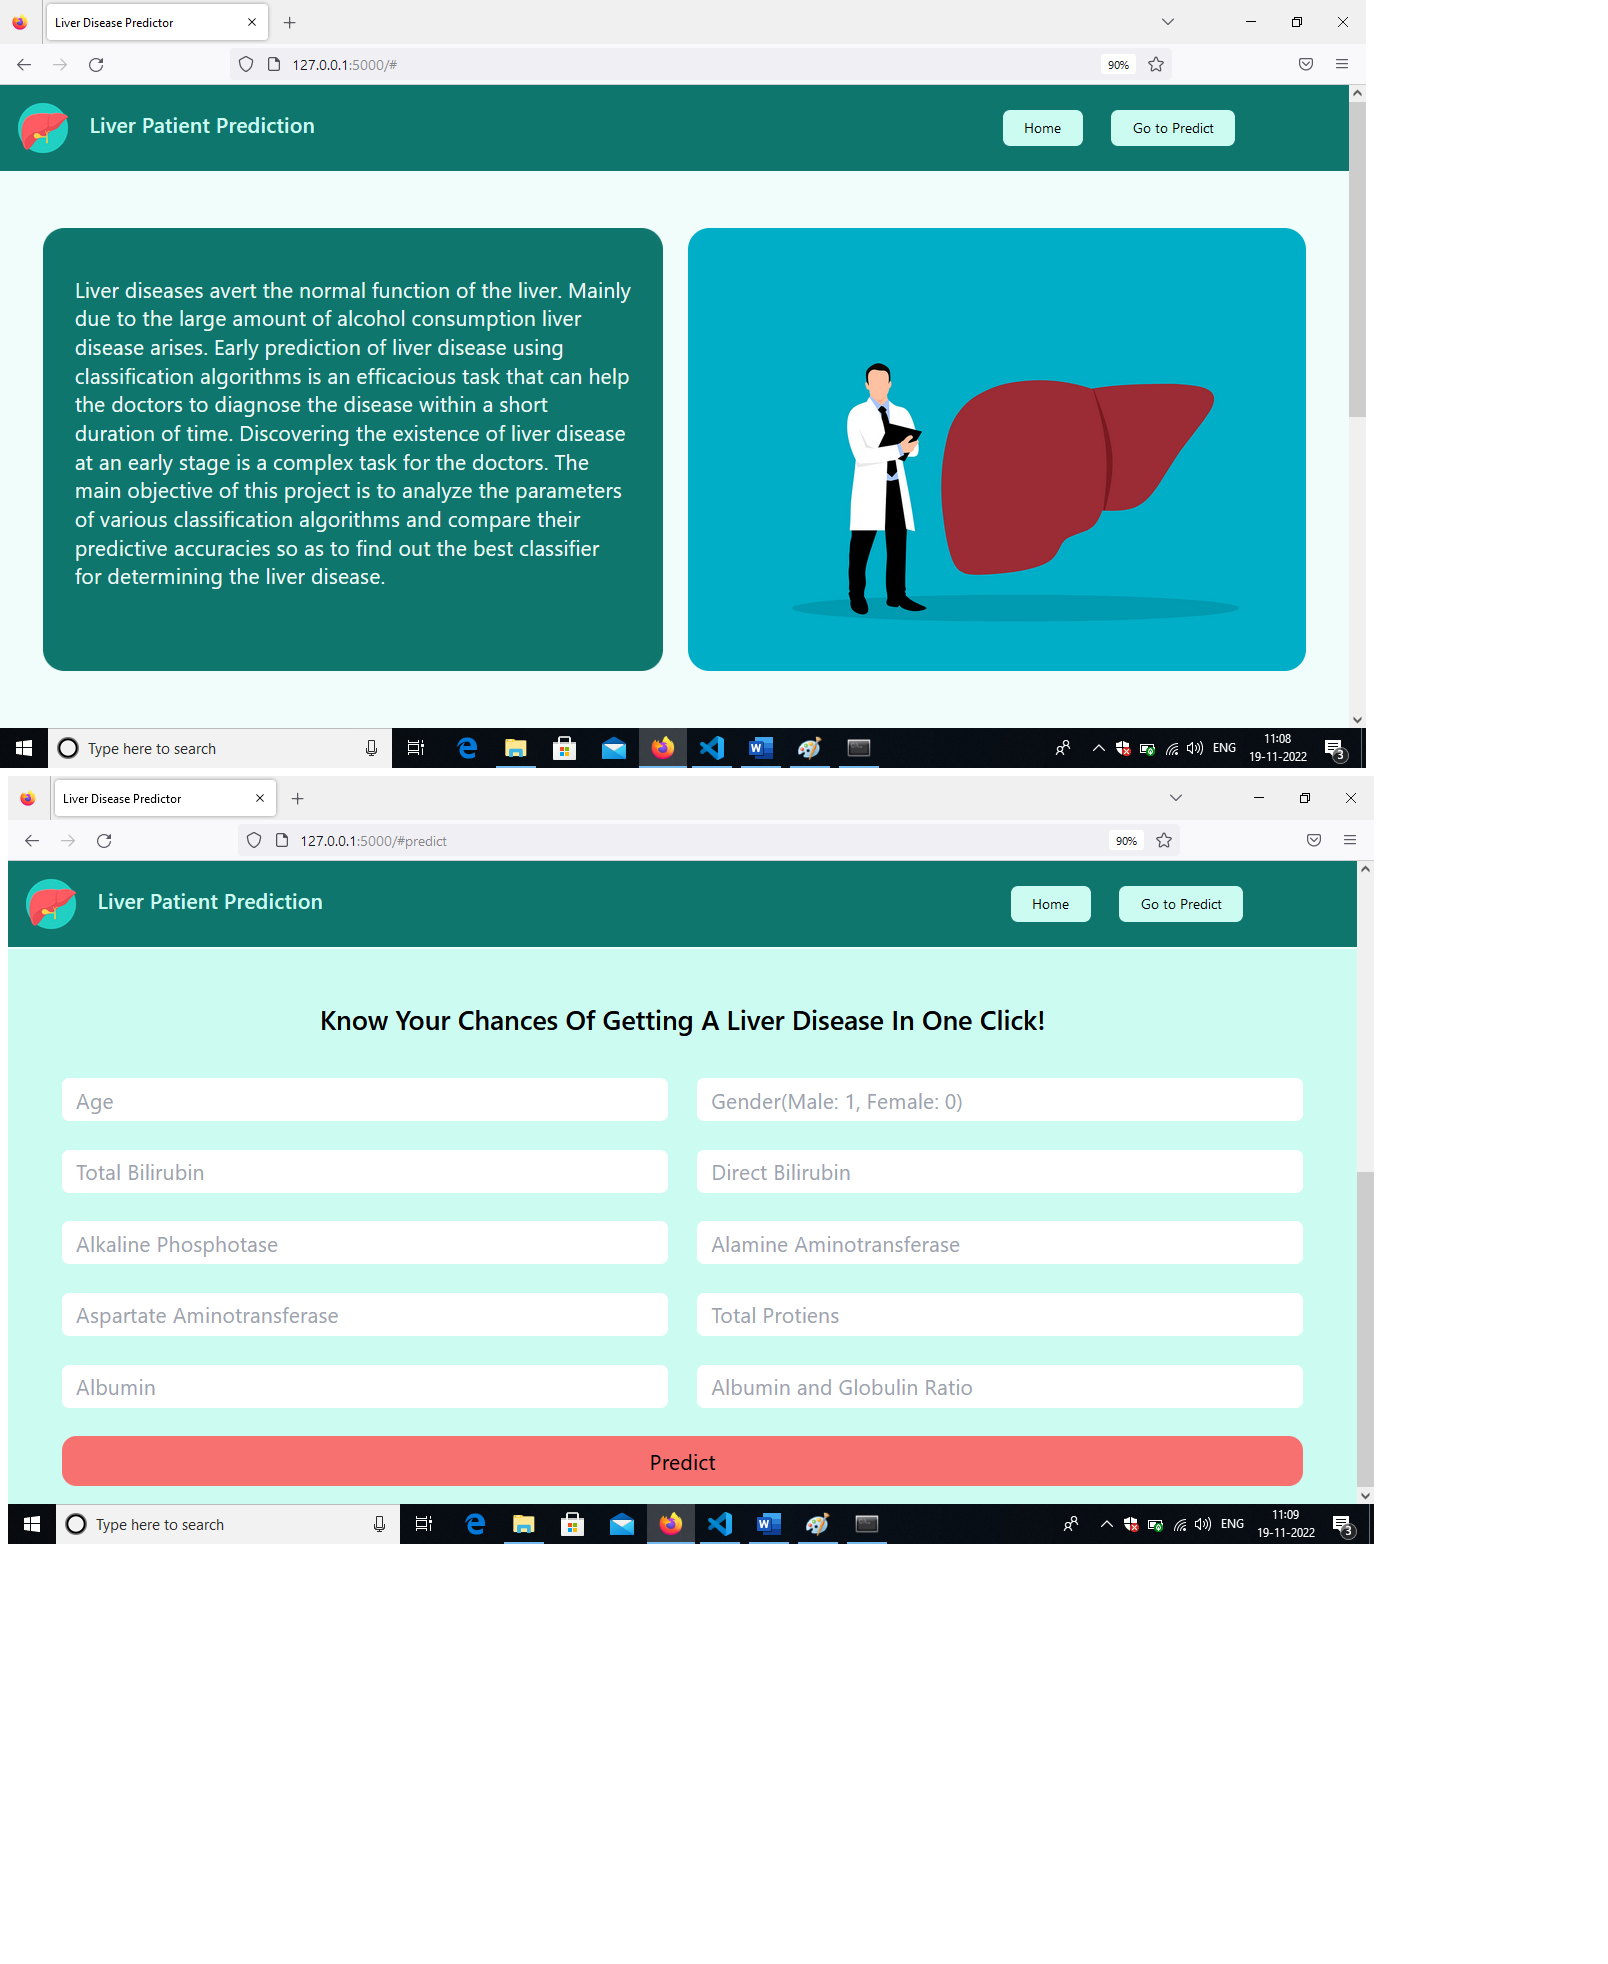 Liver Disease Predictor
127.0.0.1:5000/#
90%
Liver Patient Prediction
Home
Go to Predict
Liver diseases avert the normal function of the liver. Mainly
due to the large amount of alcohol consumption liver
disease arises. Early prediction of liver disease using
classification algorithms is an efficacious task that can help
the doctors to diagnose the disease within a short
duration of time. Discovering the existence of liver disease
at an early stage is a complex task for the doctors. The
main objective of this project is to analyze the parameters
of various classification algorithms and compare their
predictive accuracies so as to find out the best classifier
for determining the liver disease.
Type here to search
W
ENG
11:08
19-11-2022
3
Liver Disease Predictor
127.0.0.1:5000/#predict
90%
Liver Patient Prediction
Home
Go to Predict
Know Your Chances Of Getting A Liver Disease In One Click!
Age
Gender(Male: 1, Female: 0)
Total Bilirubin
Direct Bilirubin
Alkaline Phosphotase
Alamine Aminotransferase
Aspartate Aminotransferase
Total Protiens
Albumin
Albumin and Globulin Ratio
Predict
Type here to search
W
ENG
11:09
19-11-2022
3